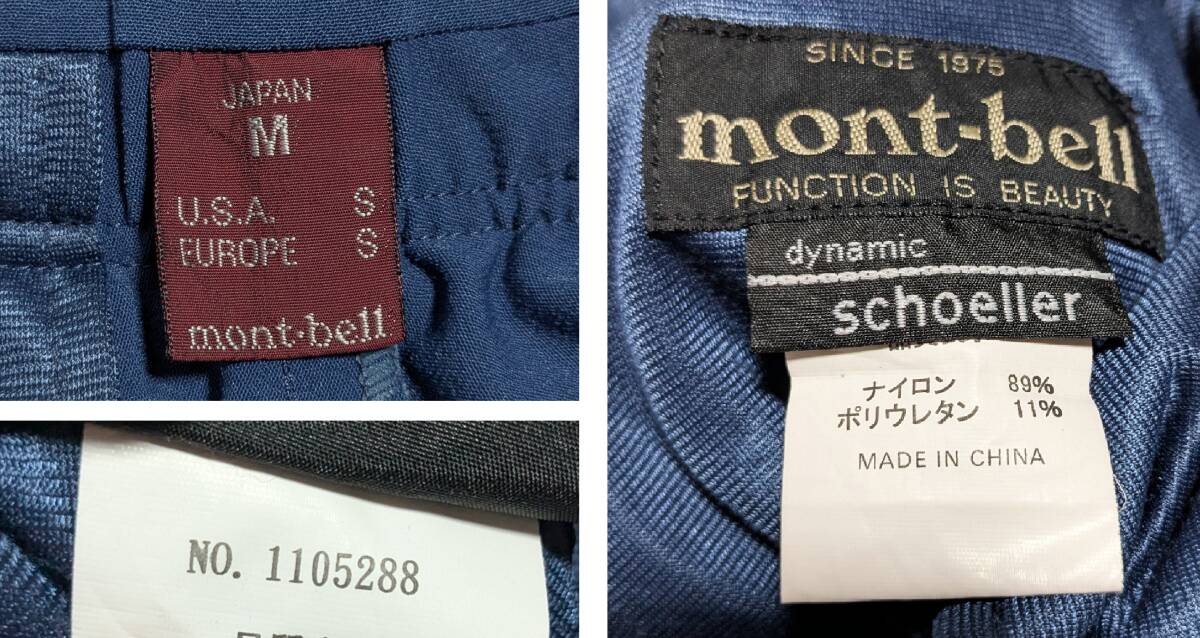 JAPAN
M
U.S.A. S
EUROPE S
mont-bell
NO. 1105288
SINCE 1975
mont-bell
FUNCTION IS BEAUTY
dynamic
schoeller
ナイロン 89%
ポリウレタン 11%
MADE IN CHINA